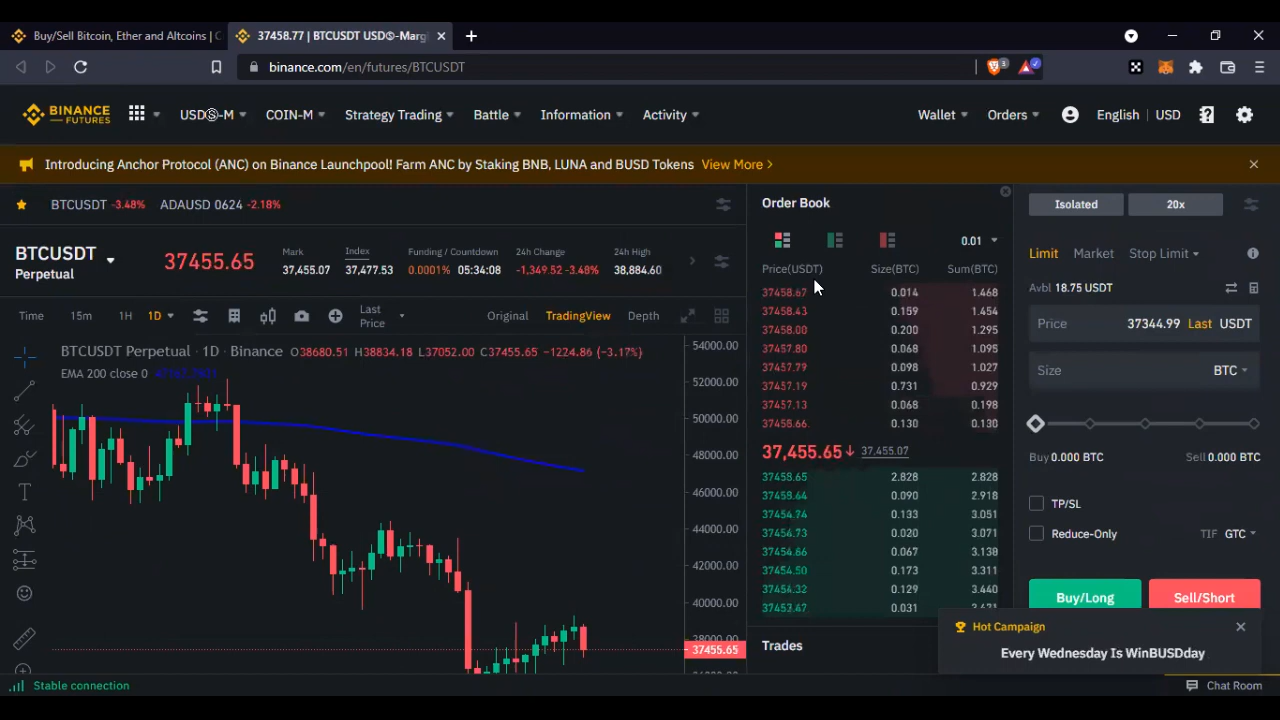 Buy/Sell Bitcoin, Ether and Altcoins | C
37458.77 | BTCUSDT USDⓈ-Margi
binance.com/en/futures/BTCUSDT
3
BINANCE
FUTURES
USDⓈ-M
COIN-M
Strategy Trading
Battle
Information
Activity
Wallet
Orders
English | USD
Introducing Anchor Protocol (ANC) on Binance Launchpool! Farm ANC by Staking BNB, LUNA and BUSD Tokens View More
BTCUSDT -3.48% ADAUSD 0624 -2.18%
BTCUSDT
Perpetual
37455.65
Mark
37,455.07
Index
37,477.53
Funding / Countdown
0.0001% 05:34:08
24h Change
-1,349.52 -3.48%
24h High
38,884.60
Time 15m 1H 1D
Last Price
Original TradingView Depth
BTCUSDT Perpetual · 1D · Binance O38680.51 H38834.18 L37052.00 C37455.65 −1224.86 (−3.17%)
EMA 200 close 0
54000.00
52000.00
50000.00
48000.00
46000.00
44000.00
42000.00
40000.00
38000.00
37455.65
Stable connection
Order Book
0.01
Price(USDT) Size(BTC) Sum(BTC)
37458.67 0.014 1.468
37458.43 0.159 1.454
37458.00 0.200 1.295
37457.80 0.068 1.095
37457.79 0.098 1.027
37457.19 0.731 0.929
37457.13 0.068 0.198
37455.66 0.130 0.130
37,455.65 37,455.07
37455.65 2.828 2.828
37455.64 0.090 2.918
37454.74 0.133 3.051
37454.73 0.020 3.071
37454.66 0.067 3.138
37454.50 0.173 3.311
37454.32 0.129 3.440
37453.47 0.031
Trades
Isolated 20x
Limit Market Stop Limit
Avbl 18.75 USDT
Price 37344.99 Last USDT
Size BTC
Buy 0.000 BTC Sell 0.000 BTC
TP/SL
Reduce-Only TIF GTC
Buy/Long Sell/Short
Hot Campaign
Every Wednesday Is WinBUSDday
Chat Room